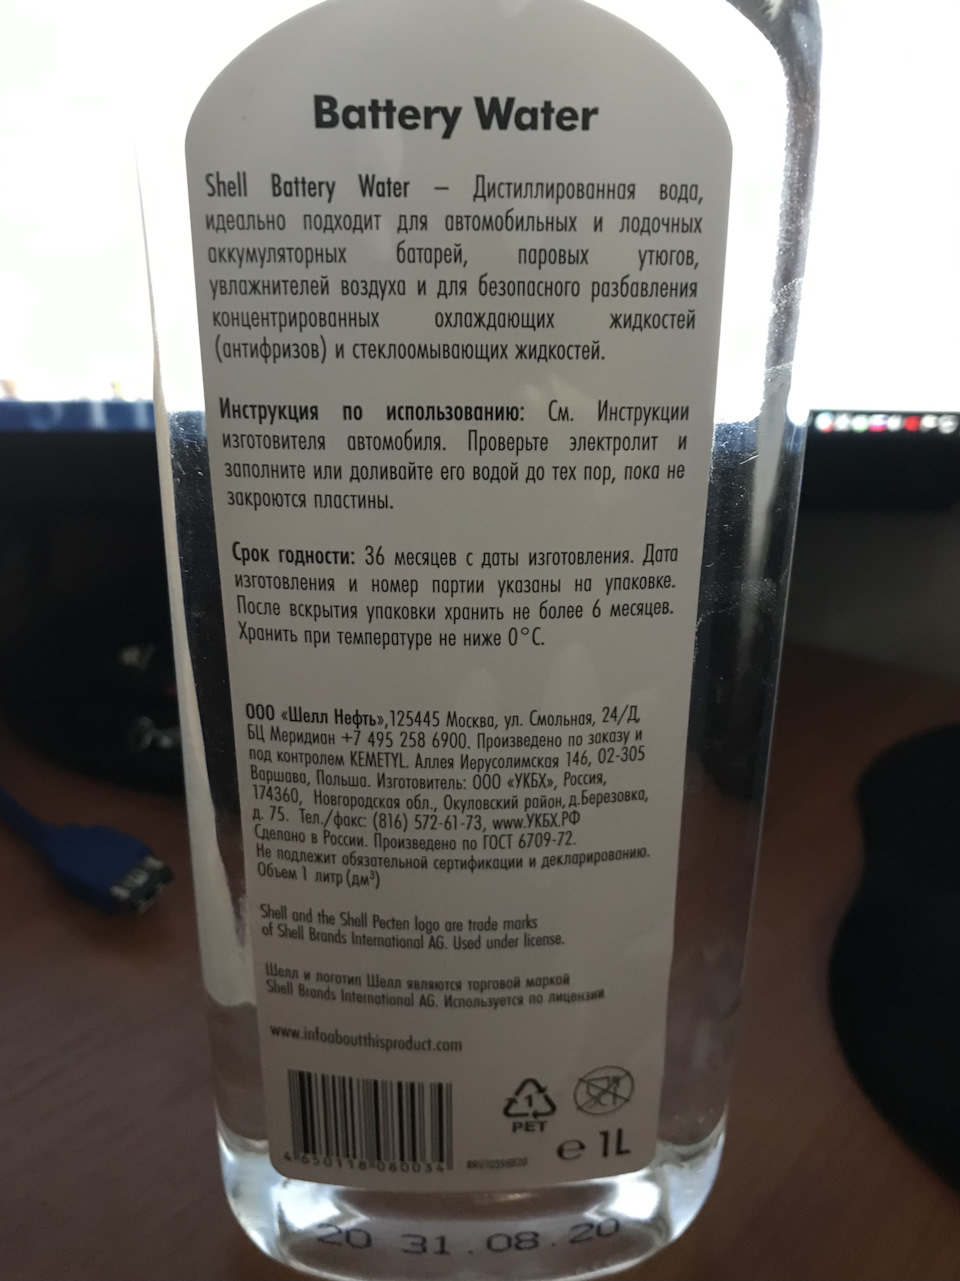 Battery Water
Shell Battery Water – Дистиллированная вода,
идеально подходит для автомобильных и лодочных
аккумуляторных батарей, паровых утюгов,
увлажнителей воздуха и для безопасного разбавления
концентрированных охлаждающих жидкостей
(антифризов) и стеклоомывающих жидкостей.
Инструкция по использованию: См. Инструкции
изготовителя автомобиля. Проверьте электролит и
заполните или доливайте его водой до тех пор, пока не
закроются пластины.
Срок годности: 36 месяцев с даты изготовления. Дата
изготовления и номер партии указаны на упаковке.
После вскрытия упаковки хранить не более 6 месяцев.
Хранить при температуре не ниже 0°С.
ООО «Шелл Нефть»,125445 Москва, ул. Смольная, 24/Д,
БЦ Меридиан +7 495 258 6900. Произведено по заказу и
под контролем KEMETYL. Аллея Иерусолимская 146, 02-305
Варшава, Польша. Изготовитель: ООО «УКБХ», Россия,
174360, Новгородская обл., Окуловский район, д.Березовка,
д. 75. Тел./факс: (816) 572-61-73, www.УКБХ.РФ
Сделано в России. Произведено по ГОСТ 6709-72.
Не подлежит обязательной сертификации и декларированию.
Объем 1 литр (дм³)
Shell and the Shell Pecten logo are trade marks
of Shell Brands International AG. Used under license.
Шелл и логотип Шелл являются торговой маркой
Shell Brands International AG. Используется по лицензии
www.infoaboutthisproduct.com
1
PET
4 650118 080034
e 1L
20 31.08.20